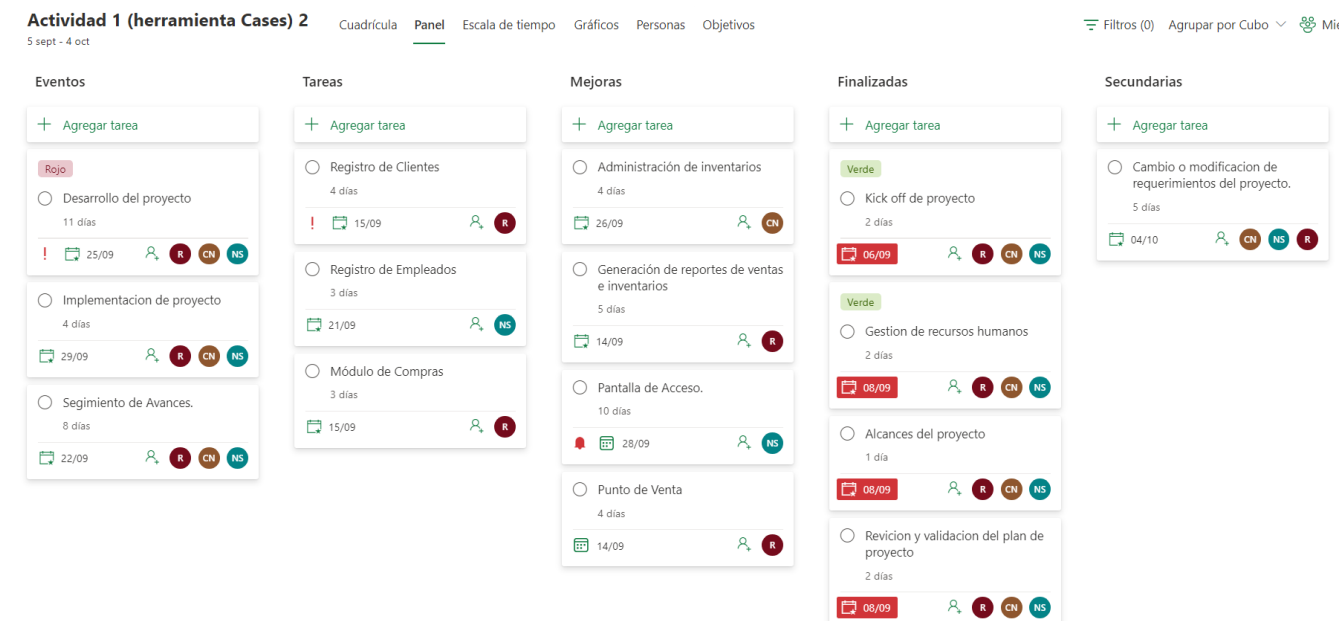 Actividad 1 (herramienta Cases) 2
5 sept - 4 oct
Cuadrícula Panel Escala de tiempo Gráficos Personas Objetivos
Filtros (0) Agrupar por Cubo Mie
Eventos
Agregar tarea
Rojo
Desarrollo del proyecto
11 días
! 25/09 R CN NS
Implementacion de proyecto
4 días
29/09 R CN NS
Segimiento de Avances.
8 días
22/09 R CN NS
Tareas
Agregar tarea
Registro de Clientes
4 días
! 15/09 R
Registro de Empleados
3 días
21/09 NS
Módulo de Compras
3 días
15/09 R
Mejoras
Agregar tarea
Administración de inventarios
4 días
26/09 CN
Generación de reportes de ventas
e inventarios
5 días
14/09 R
Pantalla de Acceso.
10 días
28/09 NS
Punto de Venta
4 días
14/09 R
Finalizadas
Agregar tarea
Verde
Kick off de proyecto
2 días
06/09 R CN NS
Verde
Gestion de recursos humanos
2 días
08/09 R CN NS
Alcances del proyecto
1 día
08/09 R CN NS
Revicion y validacion del plan de
proyecto
2 días
08/09 R CN NS
Secundarias
Agregar tarea
Cambio o modificacion de
requerimientos del proyecto.
5 días
04/10 CN NS R